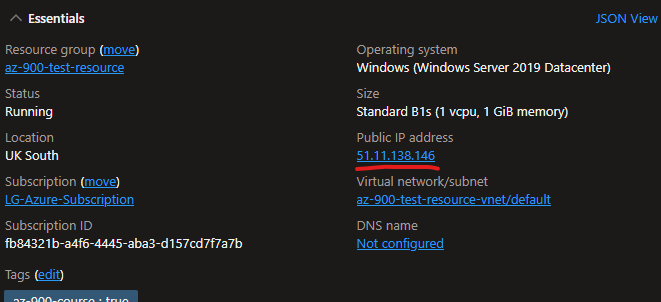 Essentials
JSON View
Resource group (move)
az-900-test-resource
Status
Running
Location
UK South
Subscription (move)
LG-Azure-Subscription
Subscription ID
fb84321b-a4f6-4445-aba3-d157cd7f7a7b
Tags (edit)
az-900-course : true
Operating system
Windows (Windows Server 2019 Datacenter)
Size
Standard B1s (1 vcpu, 1 GiB memory)
Public IP address
51.11.138.146
Virtual network/subnet
az-900-test-resource-vnet/default
DNS name
Not configured